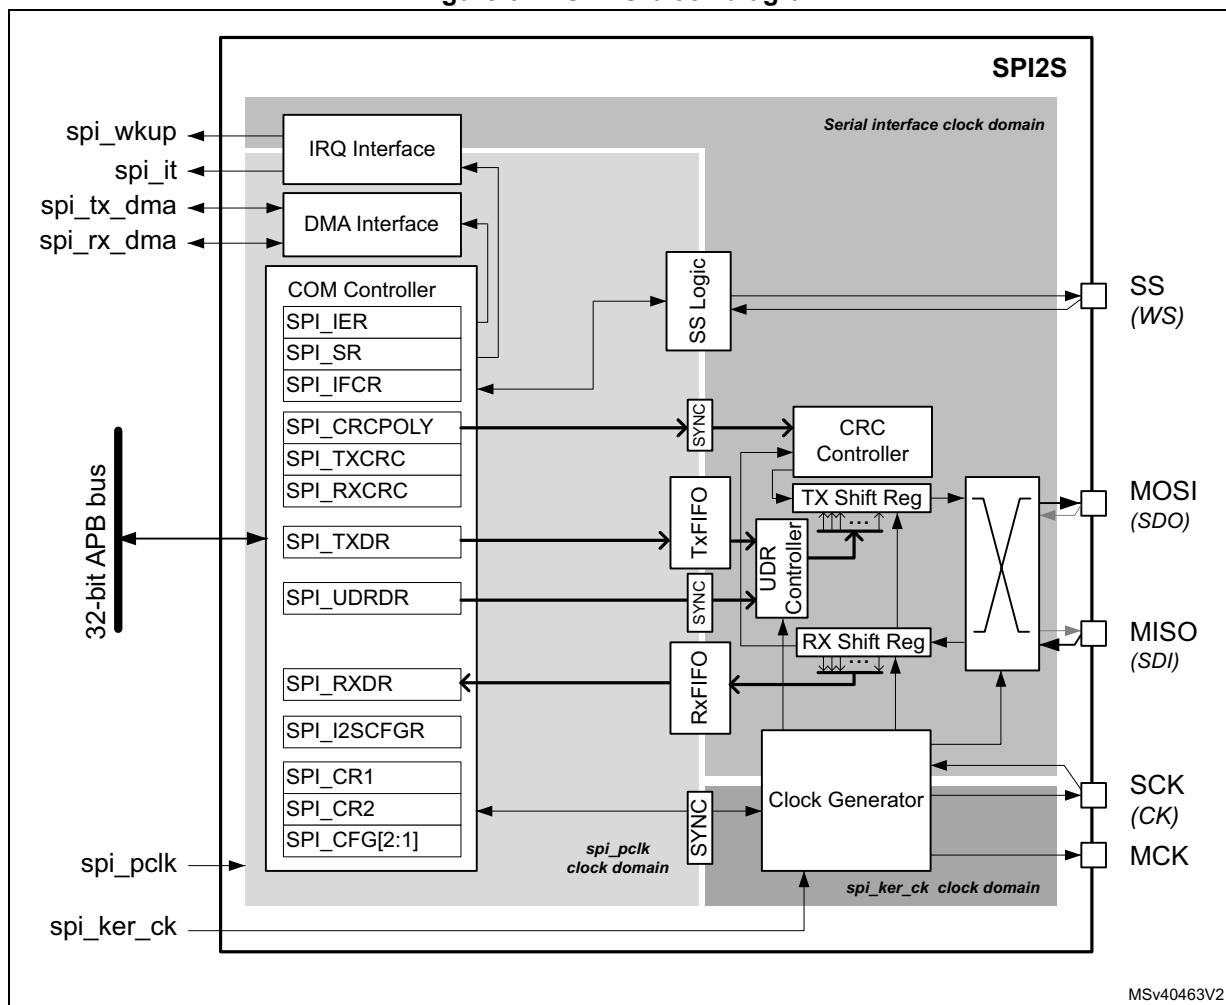 SPI2S
Serial interface clock domain
spi_wkup
spi_it
IRQ Interface
spi_tx_dma
spi_rx_dma
DMA Interface
COM Controller
SPI_IER
SPI_SR
SPI_IFCR
SPI_CRCPOLY
SPI_TXCRC
SPI_RXCRC
SPI_TXDR
SPI_UDRDR
SPI_RXDR
SPI_I2SCFGR
SPI_CR1
SPI_CR2
SPI_CFG[2:1]
32-bit APB bus
spi_pclk
spi_ker_ck
SS Logic
SYNC
TxFIFO
SYNC
RxFIFO
SYNC
spi_pclk
clock domain
CRC
Controller
TX Shift Reg
...
UDR
Controller
RX Shift Reg
...
Clock Generator
spi_ker_ck clock domain
SS
(WS)
MOSI
(SDO)
MISO
(SDI)
SCK
(CK)
MCK
MSv40463V2